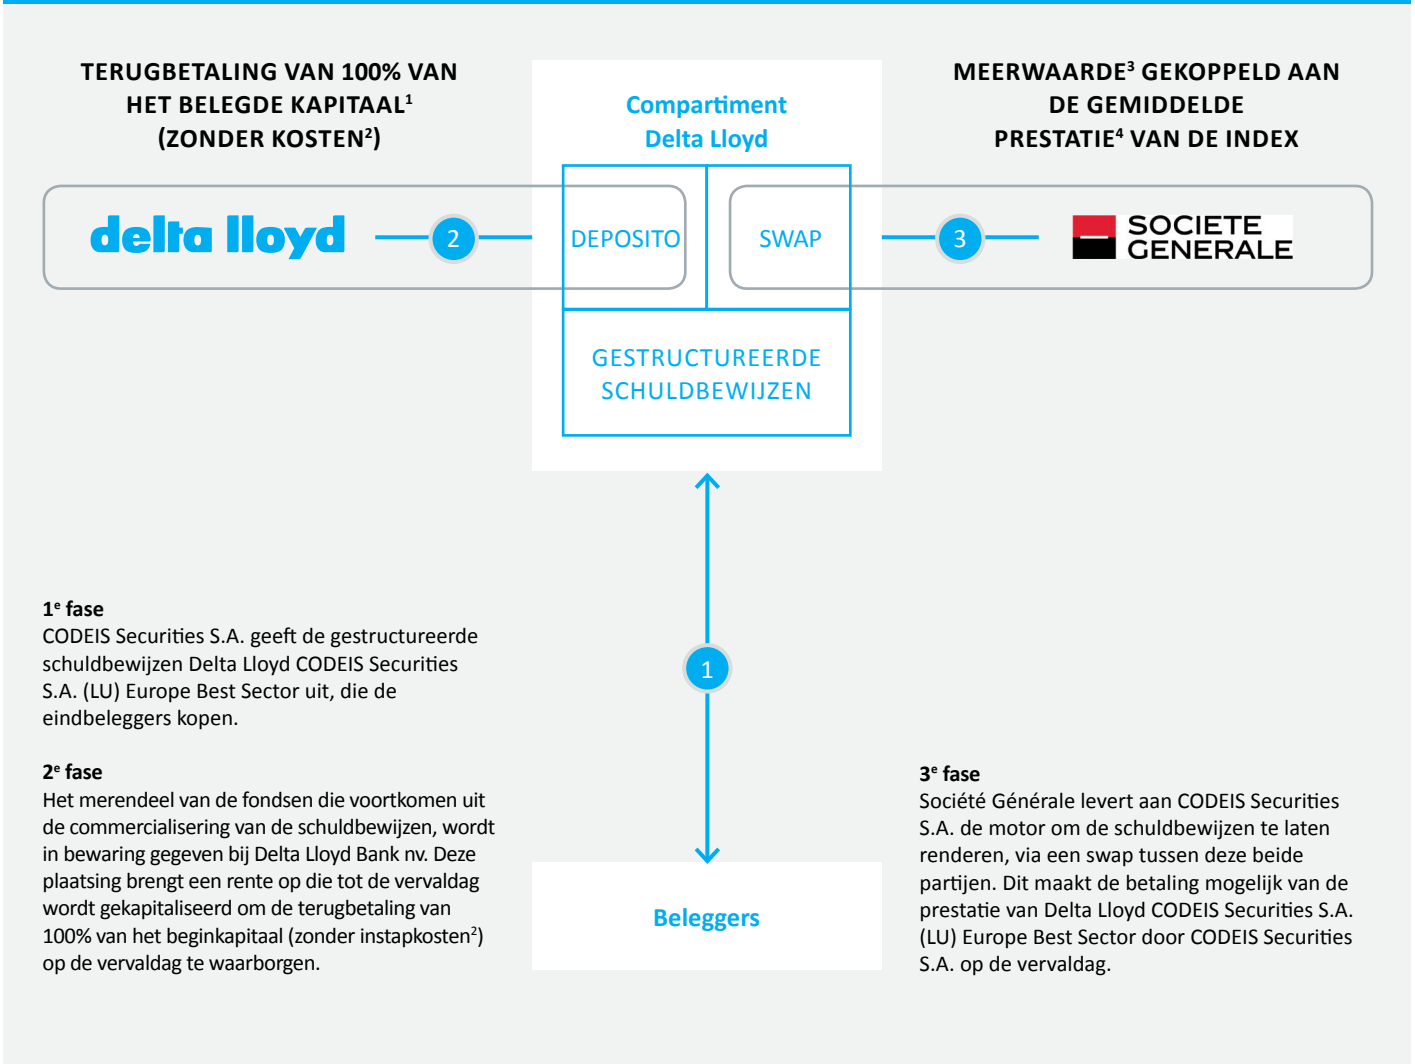 TERUGBETALING VAN 100% VAN
HET BELEGDE KAPITAAL¹
(ZONDER KOSTEN²)
Compartiment
Delta Lloyd
MEERWAARDE³ GEKOPPELD AAN
DE GEMIDDELDE
PRESTATIE⁴ VAN DE INDEX
delta lloyd
2
DEPOSITO
SWAP
3
SOCIETE
GENERALE
GESTRUCTUREERDE
SCHULDBEWIJZEN
1
1ᵉ fase
CODEIS Securities S.A. geeft de gestructureerde
schuldbewijzen Delta Lloyd CODEIS Securities
S.A. (LU) Europe Best Sector uit, die de
eindbeleggers kopen.
2ᵉ fase
Het merendeel van de fondsen die voortkomen uit
de commercialisering van de schuldbewijzen, wordt
in bewaring gegeven bij Delta Lloyd Bank nv. Deze
plaatsing brengt een rente op die tot de vervaldag
wordt gekapitaliseerd om de terugbetaling van
100% van het beginkapitaal (zonder instapkosten²)
op de vervaldag te waarborgen.
Beleggers
3ᵉ fase
Société Générale levert aan CODEIS Securities
S.A. de motor om de schuldbewijzen te laten
renderen, via een swap tussen deze beide
partijen. Dit maakt de betaling mogelijk van de
prestatie van Delta Lloyd CODEIS Securities S.A.
(LU) Europe Best Sector door CODEIS Securities
S.A. op de vervaldag.